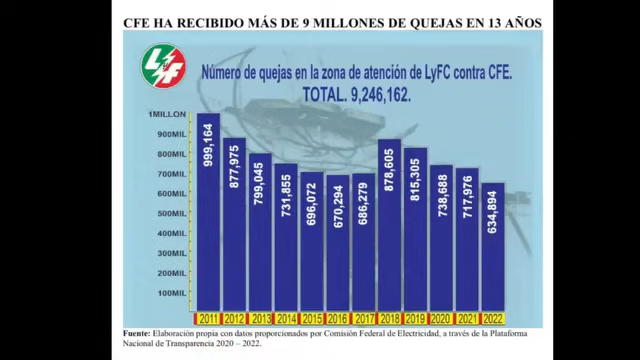 CFE HA RECIBIDO MÁS DE 9 MILLONES DE QUEJAS EN 13 AÑOS
LyF
Número de quejas en la zona de atención de LyFC contra CFE.
TOTAL. 9,246,162.
1MILLON
900MIL
800MIL
700MIL
600MIL
500MIL
400MIL
300MIL
200MIL
100MIL
999,164
877,975
799,045
731,855
696,072
670,294
686,279
878,605
815,305
738,688
717,976
634,894
2011 2012 2013 2014 2015 2016 2017 2018 2019 2020 2021 2022
Fuente: Elaboración propia con datos proporcionados por Comisión Federal de Electricidad, a través de la Plataforma
Nacional de Transparencia 2020 – 2022.